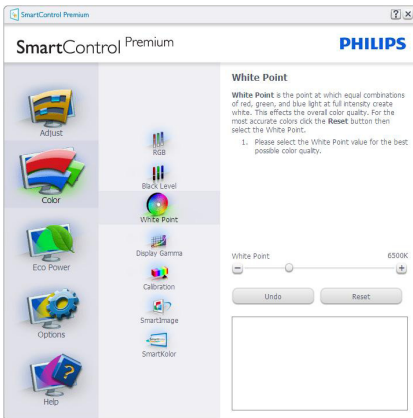 SmartControl Premium
SmartControl Premium
PHILIPS
Adjust
Color
Eco Power
Options
Help
RGB
Black Level
White Point
Display Gamma
Calibration
SmartImage
SmartKolor
White Point
White Point is the point at which equal combinations
of red, green, and blue light at full intensity create
white. This effects the overall color quality. For the
most accurate colors click the Reset button then
select the White Point.
1. Please select the White Point value for the best
possible color quality.
White Point 6500K
Undo Reset